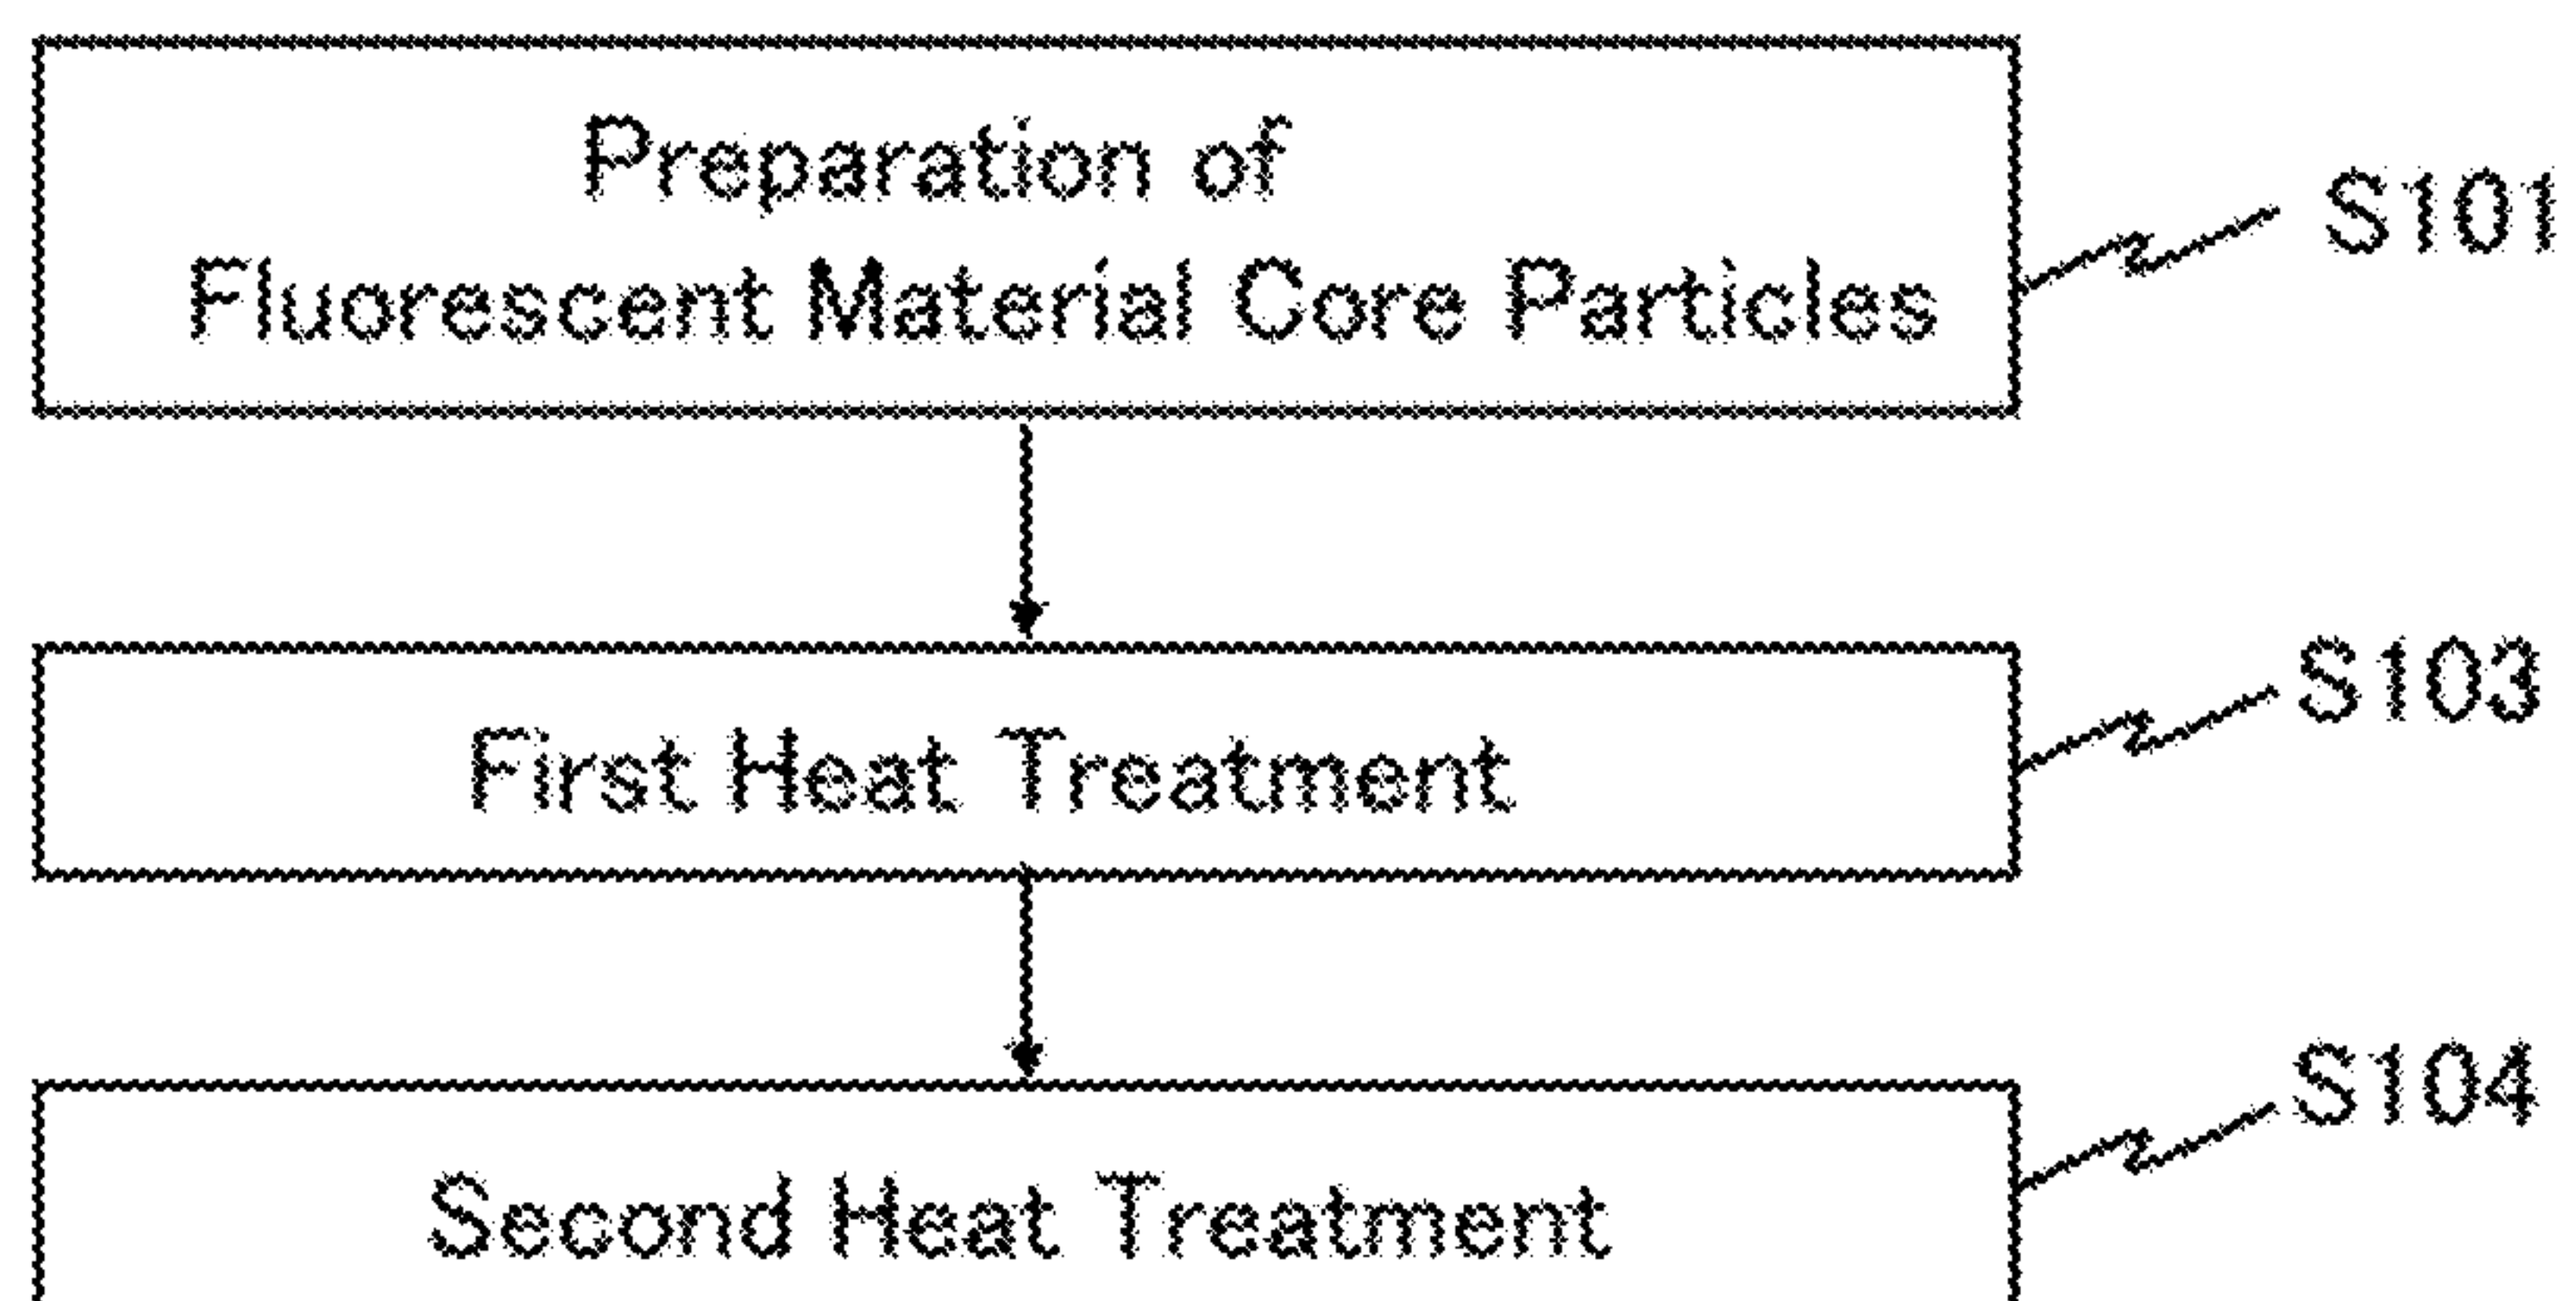 Preparation of
Fluorescent Material Core Particles
S101
First Heat Treatment
S103
Second Heat Treatment
S104